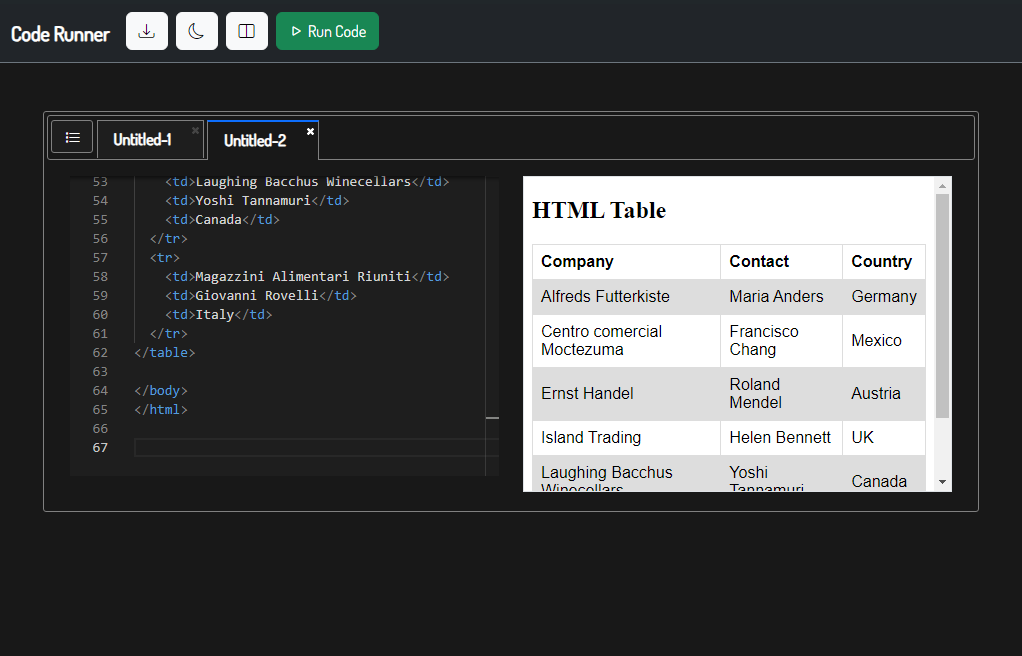 Code Runner
Run Code
Untitled-1
Untitled-2
53 <td>Laughing Bacchus Winecellars</td>
54 <td>Yoshi Tannamuri</td>
55 <td>Canada</td>
56 </tr>
57 <tr>
58 <td>Magazzini Alimentari Riuniti</td>
59 <td>Giovanni Rovelli</td>
60 <td>Italy</td>
61 </tr>
62 </table>
63
64 </body>
65 </html>
66
67
HTML Table
Company Contact Country
Alfreds Futterkiste Maria Anders Germany
Centro comercial Moctezuma Francisco Chang Mexico
Ernst Handel Roland Mendel Austria
Island Trading Helen Bennett UK
Laughing Bacchus Winecellars Yoshi Tannamuri Canada